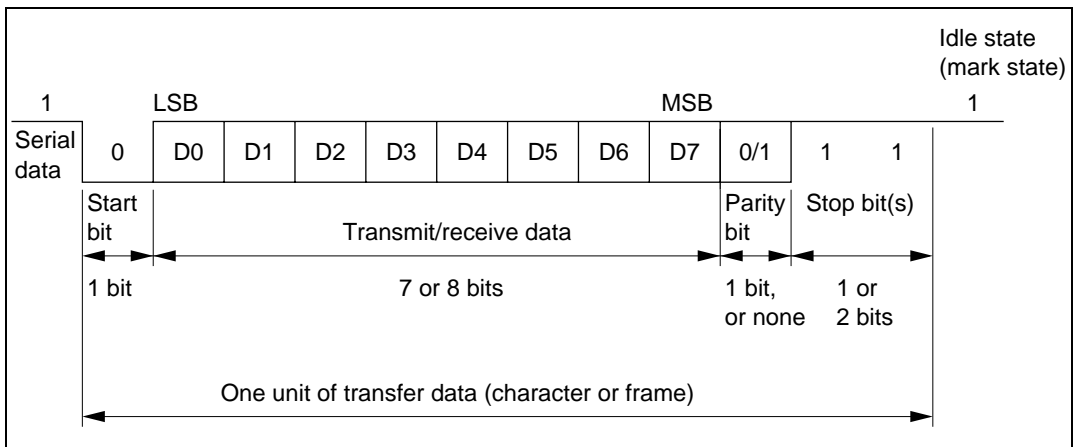 Idle state
(mark state)
1 LSB MSB 1
Serial
data
0 D0 D1 D2 D3 D4 D5 D6 D7 0/1 1 1
Start
bit
Transmit/receive data
Parity
bit
Stop bit(s)
1 bit
7 or 8 bits
1 bit,
or none
1 or
2 bits
One unit of transfer data (character or frame)